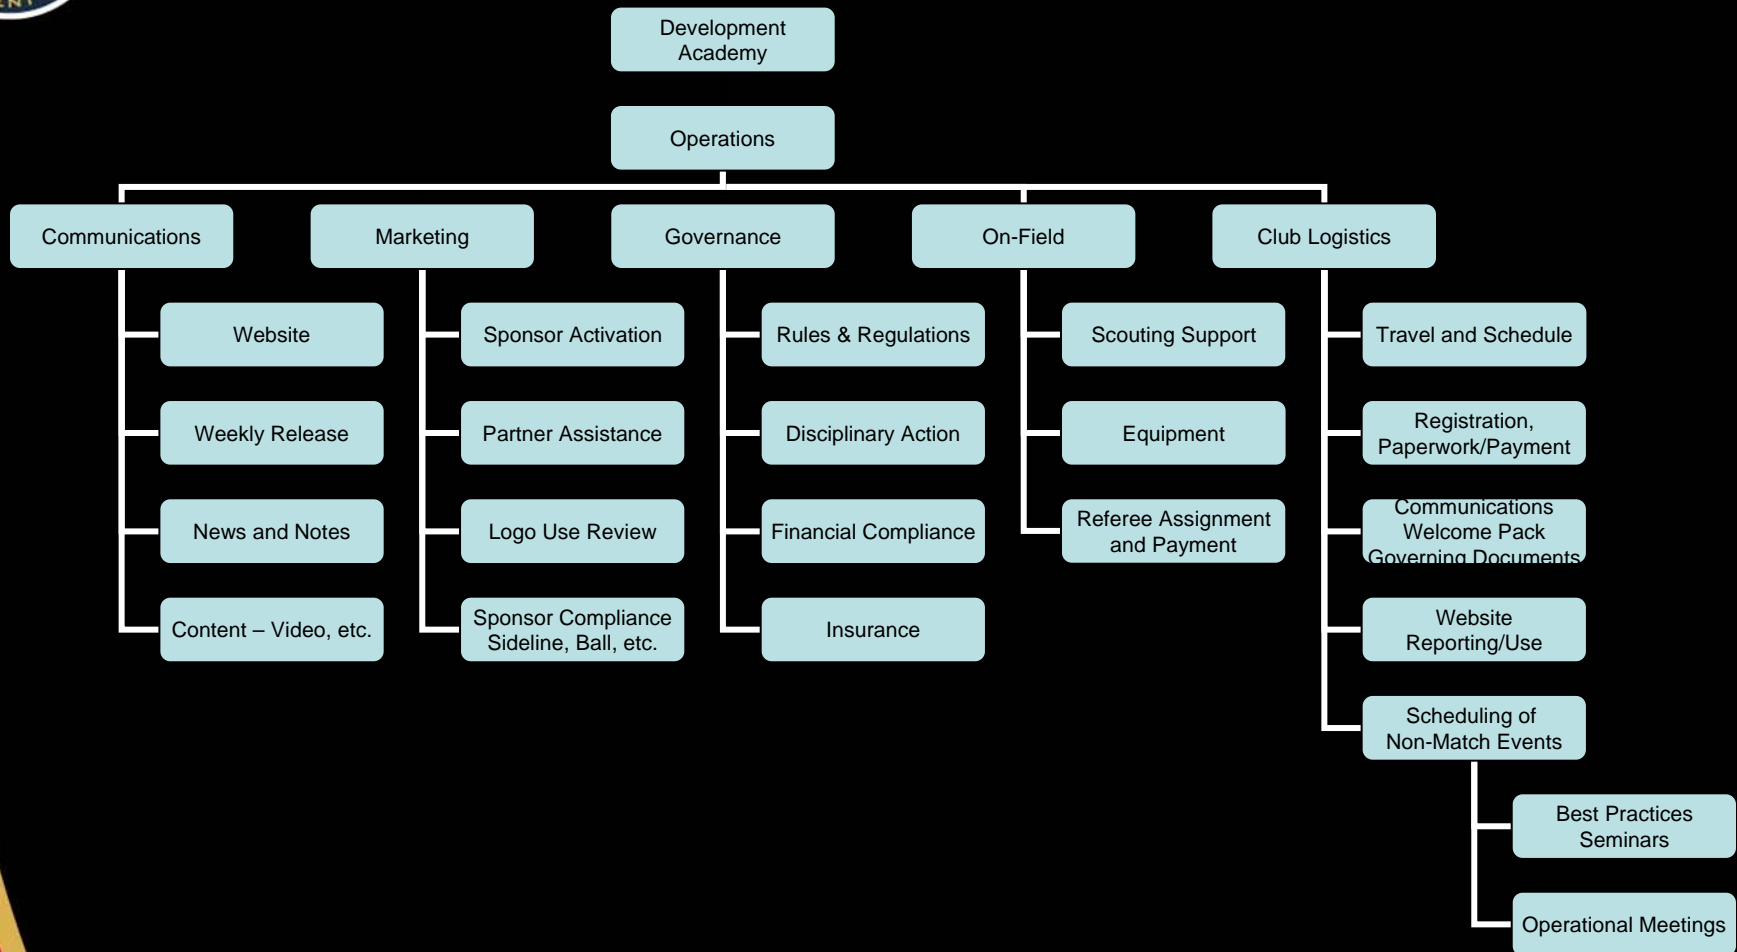 Development
Academy
Operations
Communications
Marketing
Governance
On-Field
Club Logistics
Website
Sponsor Activation
Rules & Regulations
Scouting Support
Travel and Schedule
Weekly Release
Partner Assistance
Disciplinary Action
Equipment
Registration,
Paperwork/Payment
News and Notes
Logo Use Review
Financial Compliance
Referee Assignment
and Payment
Communications
Welcome Pack
Governing Documents
Content – Video, etc.
Sponsor Compliance
Sideline, Ball, etc.
Insurance
Website
Reporting/Use
Scheduling of
Non-Match Events
Best Practices
Seminars
Operational Meetings